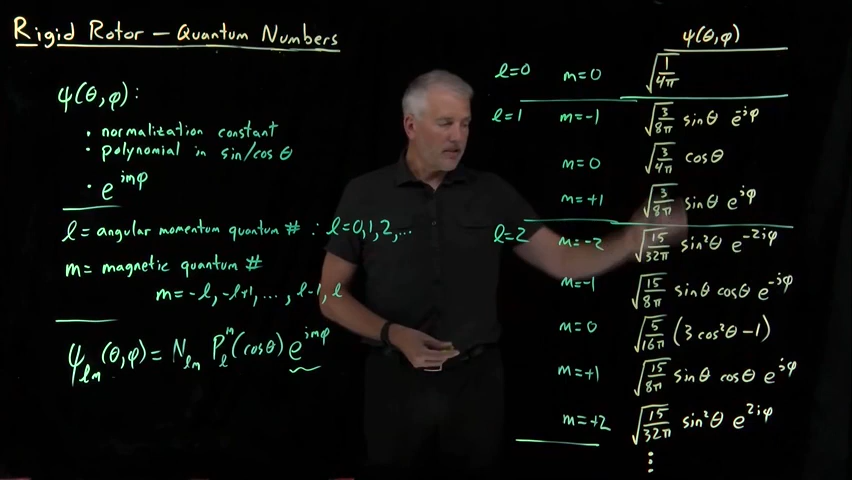 Rigid Rotor – Quantum Numbers
ψ(θ,φ):
• normalization constant
• polynomial in sin/cos θ
• e^{imφ}
l = angular momentum quantum # : l=0,1,2,...
m = magnetic quantum #
m = -l, -l+1, ..., l-1, l
ψ_{lm}(θ,φ) = N_{lm} P_l^m(cosθ) e^{imφ}
ψ(θ,φ)
l=0 m=0 √(1/4π)
l=1 m=-1 √(3/8π) sinθ e^{-iφ}
m=0 √(3/4π) cosθ
m=+1 √(3/8π) sinθ e^{iφ}
l=2 m=-2 √(15/32π) sin²θ e^{-2iφ}
m=-1 √(15/8π) sinθ cosθ e^{-iφ}
m=0 √(5/16π) (3cos²θ-1)
m=+1 √(15/8π) sinθ cosθ e^{iφ}
m=+2 √(15/32π) sin²θ e^{2iφ}
⋮